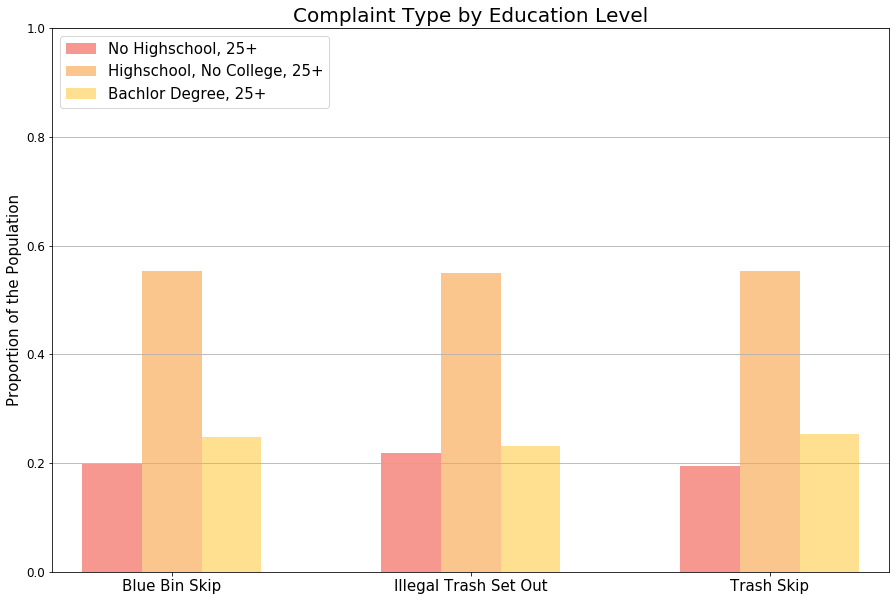 Complaint Type by Education Level
No Highschool, 25+
Highschool, No College, 25+
Bachlor Degree, 25+
Proportion of the Population
1.0
0.8
0.6
0.4
0.2
0.0
Blue Bin Skip
Illegal Trash Set Out
Trash Skip